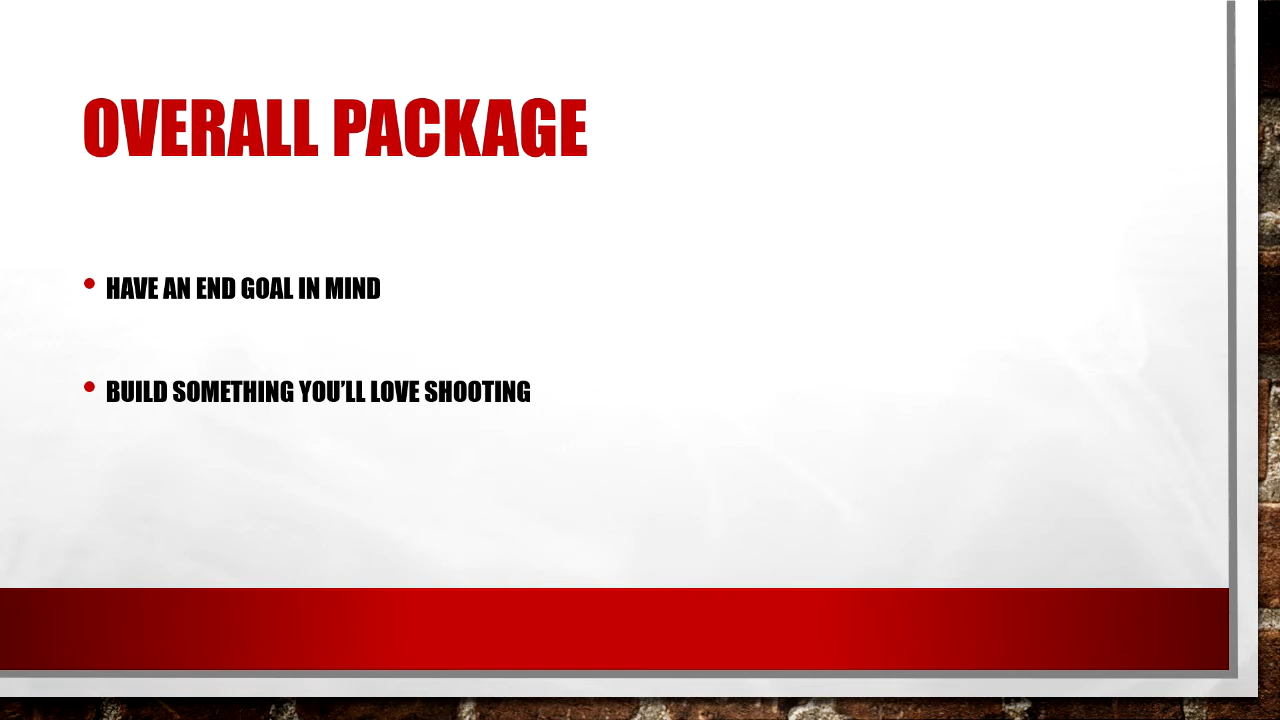 OVERALL PACKAGE
• HAVE AN END GOAL IN MIND
• BUILD SOMETHING YOU’LL LOVE SHOOTING